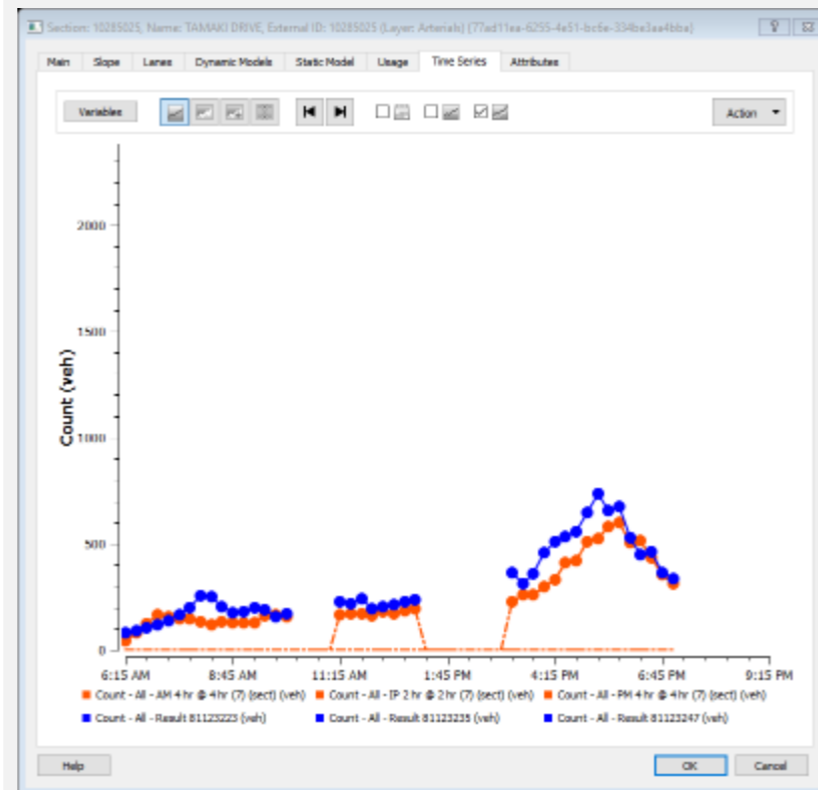 Section: 10285025, Name: TAMAKI DRIVE, External ID: 10285025 (Layer: Arterials) (77ad11ea-6255-4e51-bc6e-334be3aa4bba)
Main Slope Lanes Dynamic Models Static Model Usage Time Series Attributes
Variables Action
2000
1500
1000
500
0
Count (veh)
6:15 AM 8:45 AM 11:15 AM 1:45 PM 4:15 PM 6:45 PM 9:15 PM
Count - All - AM 4 hr @ 4 hr (7) (sect) (veh) Count - All - IP 2 hr @ 2 hr (7) (sect) (veh) Count - All - PM 4 hr @ 4 hr (7) (sect) (veh)
Count - All - Result 81123223 (veh) Count - All - Result 81123235 (veh) Count - All - Result 81123247 (veh)
Help OK Cancel